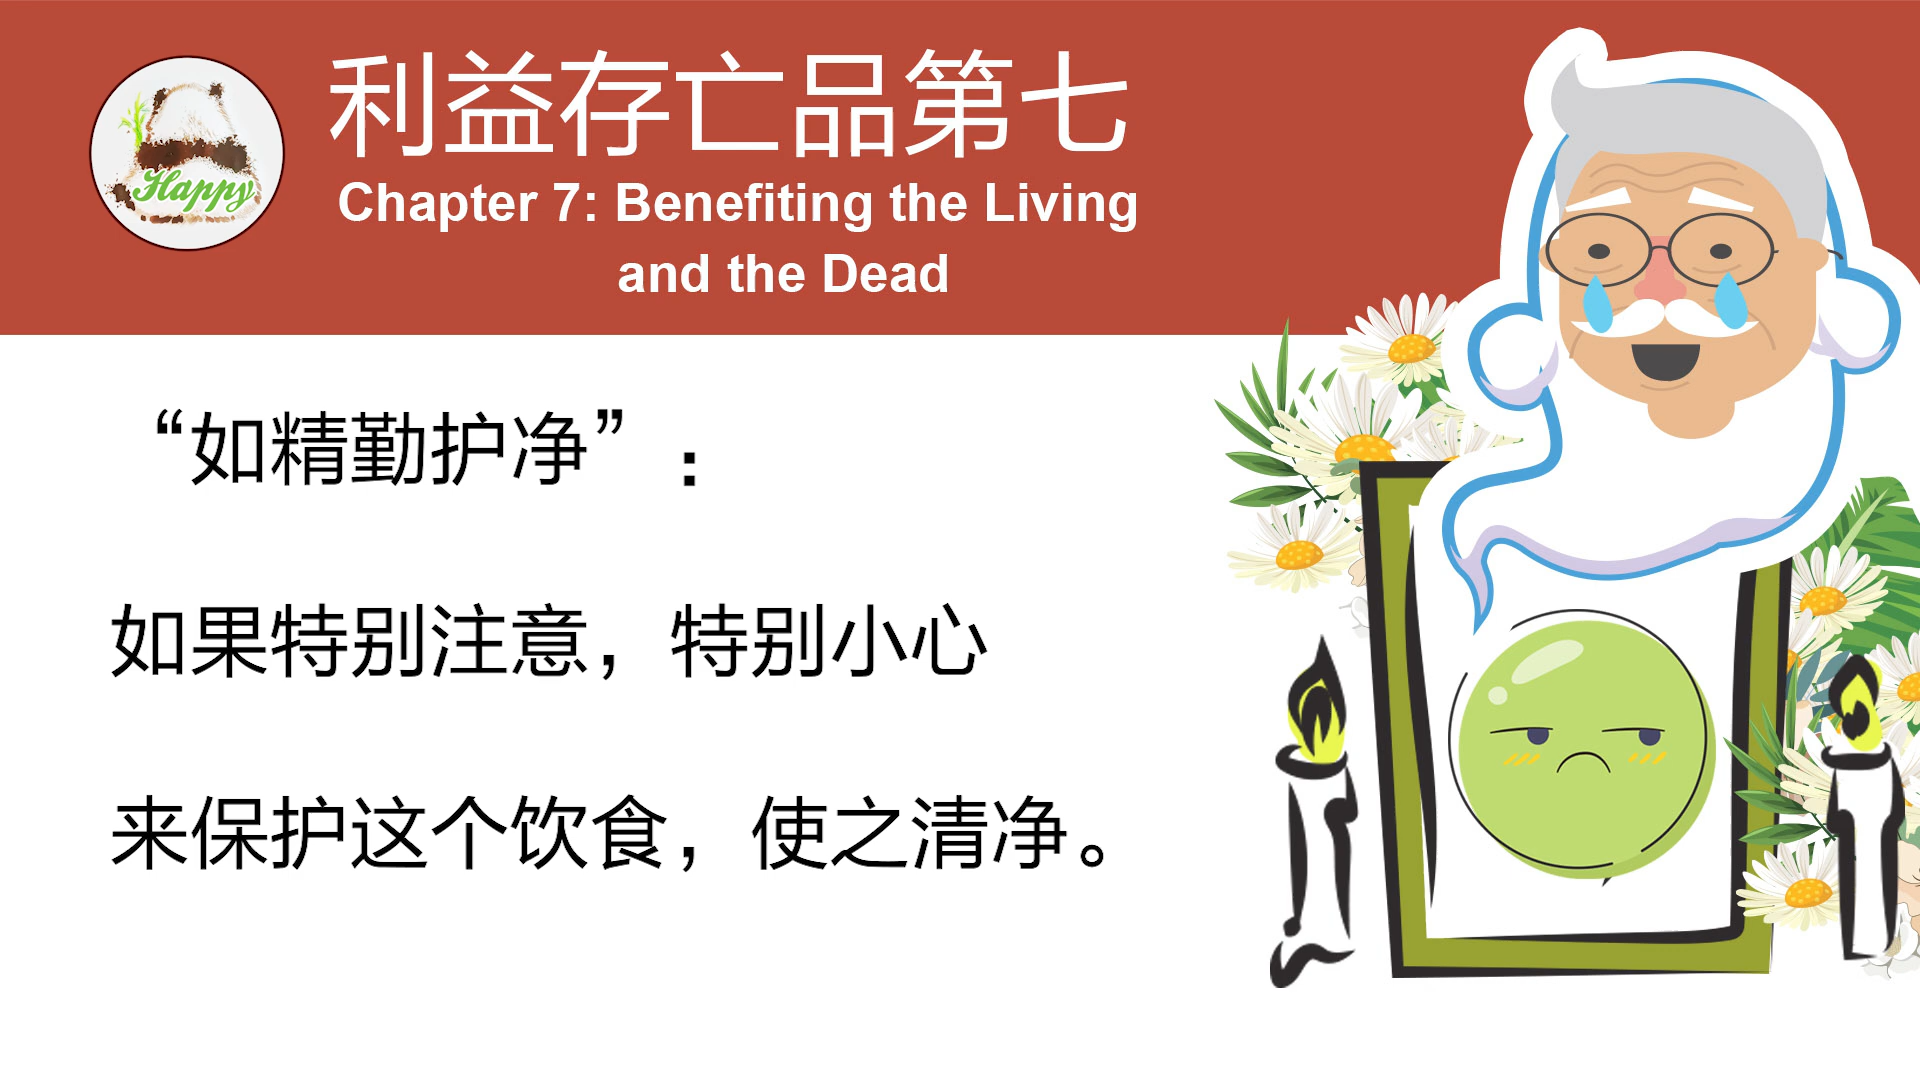 Happy
利益存亡品第七
Chapter 7: Benefiting the Living
and the Dead
“如精勤护净”：
如果特别注意，特别小心
来保护这个饮食，使之清净。